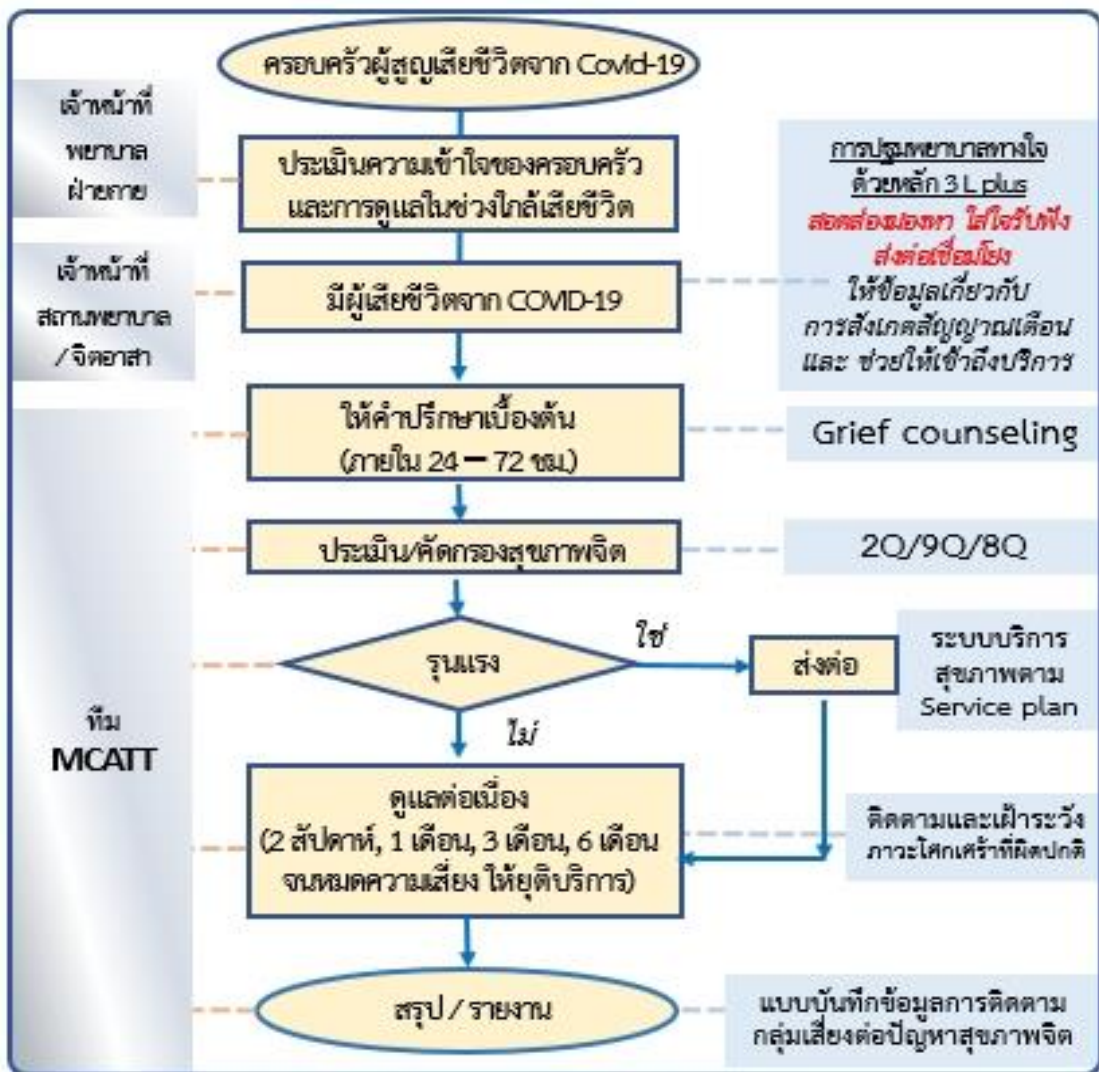 ครอบครัวผู้สูญเสียชีวิตจาก Covid-19
เจ้าหน้าที่
พยาบาล
ฝ่ายกาย
ประเมินความเข้าใจของครอบครัว
และการดูแลในช่วงใกล้เสียชีวิต
การปฐมพยาบาลทางใจ
ด้วยหลัก 3 L plus
สอดส่องมองหา ใส่ใจรับฟัง
ส่งต่อเชื่อมโยง
ให้ข้อมูลเกี่ยวกับ
การสังเกตสัญญาณเตือน
และ ช่วยให้เข้าถึงบริการ
เจ้าหน้าที่
สถานพยาบาล
/จิตอาสา
มีผู้เสียชีวิตจาก COVID-19
ให้คำปรึกษาเบื้องต้น
(ภายใน 24 – 72 ชม.)
Grief counseling
ประเมิน/คัดกรองสุขภาพจิต
2Q/9Q/8Q
รุนแรง
ใช่
ส่งต่อ
ระบบบริการ
สุขภาพตาม
Service plan
ไม่
ทีม
MCATT
ดูแลต่อเนื่อง
(2 สัปดาห์, 1 เดือน, 3 เดือน, 6 เดือน
จนหมดความเสี่ยง ให้ยุติบริการ)
ติดตามและเฝ้าระวัง
ภาวะโศกเศร้าที่ผิดปกติ
สรุป / รายงาน
แบบบันทึกข้อมูลการติดตาม
กลุ่มเสี่ยงต่อปัญหาสุขภาพจิต